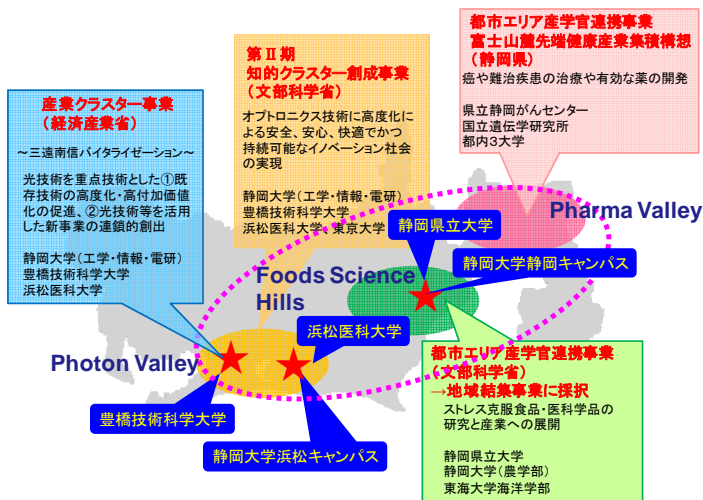 産業クラスター事業
（経済産業省）
～三遠南信バイタライゼーション～
光技術を重点技術とした①既
存技術の高度化・高付加価値
化の促進、②光技術等を活用
した新事業の連鎖的創出
静岡大学（工学・情報・電研）
豊橋技術科学大学
浜松医科大学
第Ⅱ期
知的クラスター創成事業
（文部科学省）
オプトロニクス技術に高度化に
よる安全、安心、快適でかつ
持続可能なイノベーション社会
の実現
静岡大学（工学・情報・電研）
豊橋技術科学大学
浜松医科大学、東京大学
都市エリア産学官連携事業
富士山麓先端健康産業集積構想
（静岡県）
癌や難治疾患の治療や有効な薬の開発
県立静岡がんセンター
国立遺伝学研究所
都内3大学
Pharma Valley
静岡県立大学
静岡大学静岡キャンパス
Foods Science
Hills
浜松医科大学
Photon Valley
豊橋技術科学大学
静岡大学浜松キャンパス
都市エリア産学官連携事業
（文部科学省）
→地域結集事業に採択
ストレス克服食品・医科学品の
研究と産業への展開
静岡県立大学
静岡大学（農学部）
東海大学海洋学部